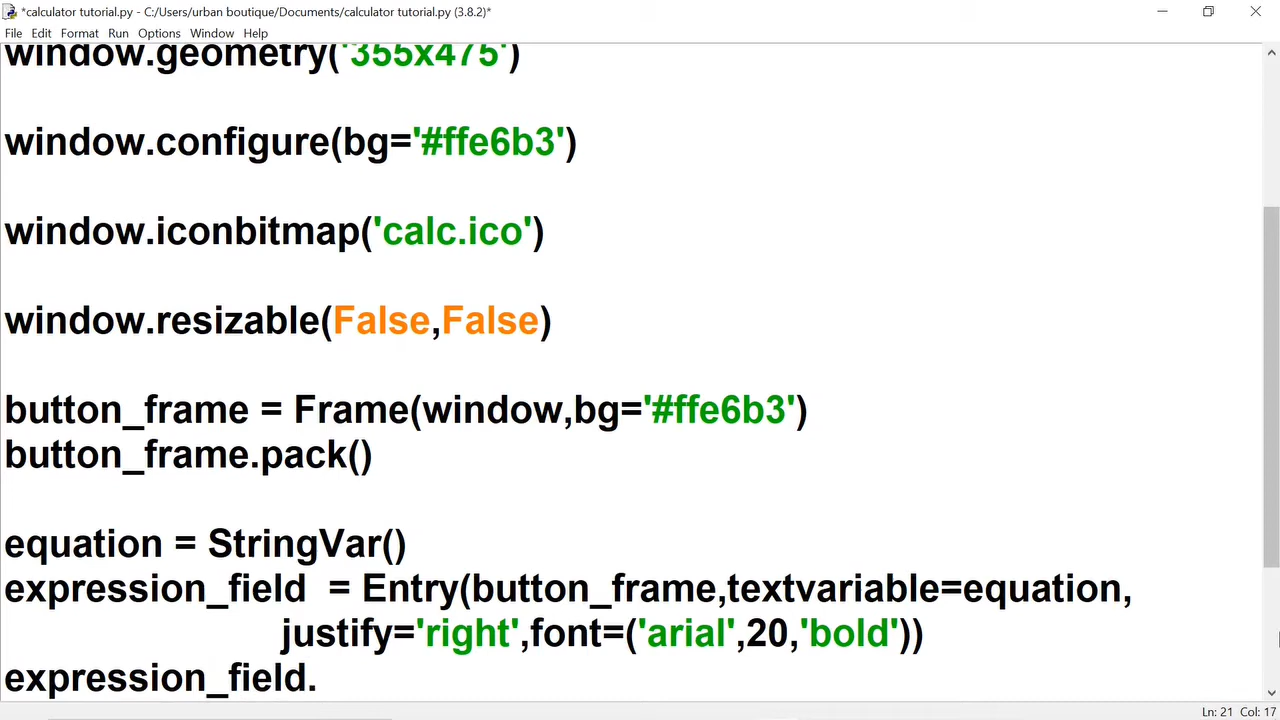 *calculator tutorial.py - C:/Users/urban boutique/Documents/calculator tutorial.py (3.8.2)*
File Edit Format Run Options Window Help
window.geometry('355x475')
window.configure(bg='#ffe6b3')
window.iconbitmap('calc.ico')
window.resizable(False,False)
button_frame = Frame(window,bg='#ffe6b3')
button_frame.pack()
equation = StringVar()
expression_field  = Entry(button_frame,textvariable=equation,
justify='right',font=('arial',20,'bold'))
expression_field.
Ln: 21 Col: 17